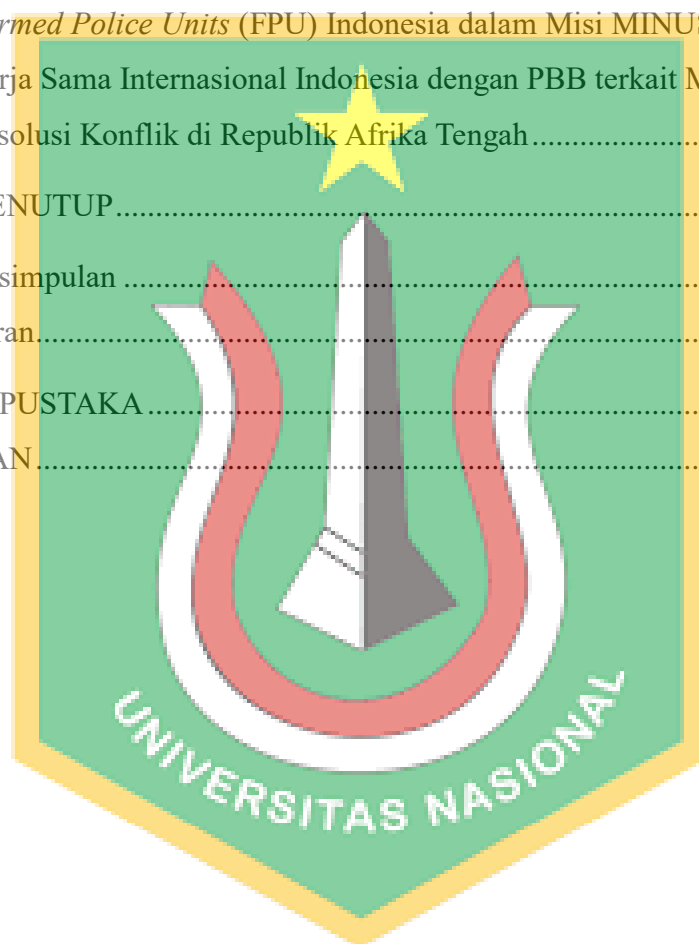 rmed Police Units (FPU) Indonesia dalam Misi MINUS
rja Sama Internasional Indonesia dengan PBB terkait M
solusi Konflik di Republik Afrika Tengah.....................
ENUTUP.........................................................................
simpulan ........................................................................
ran...................................................................................
PUSTAKA.....................................................................
AN...................................................................................
UNIVERSITAS NASIONAL